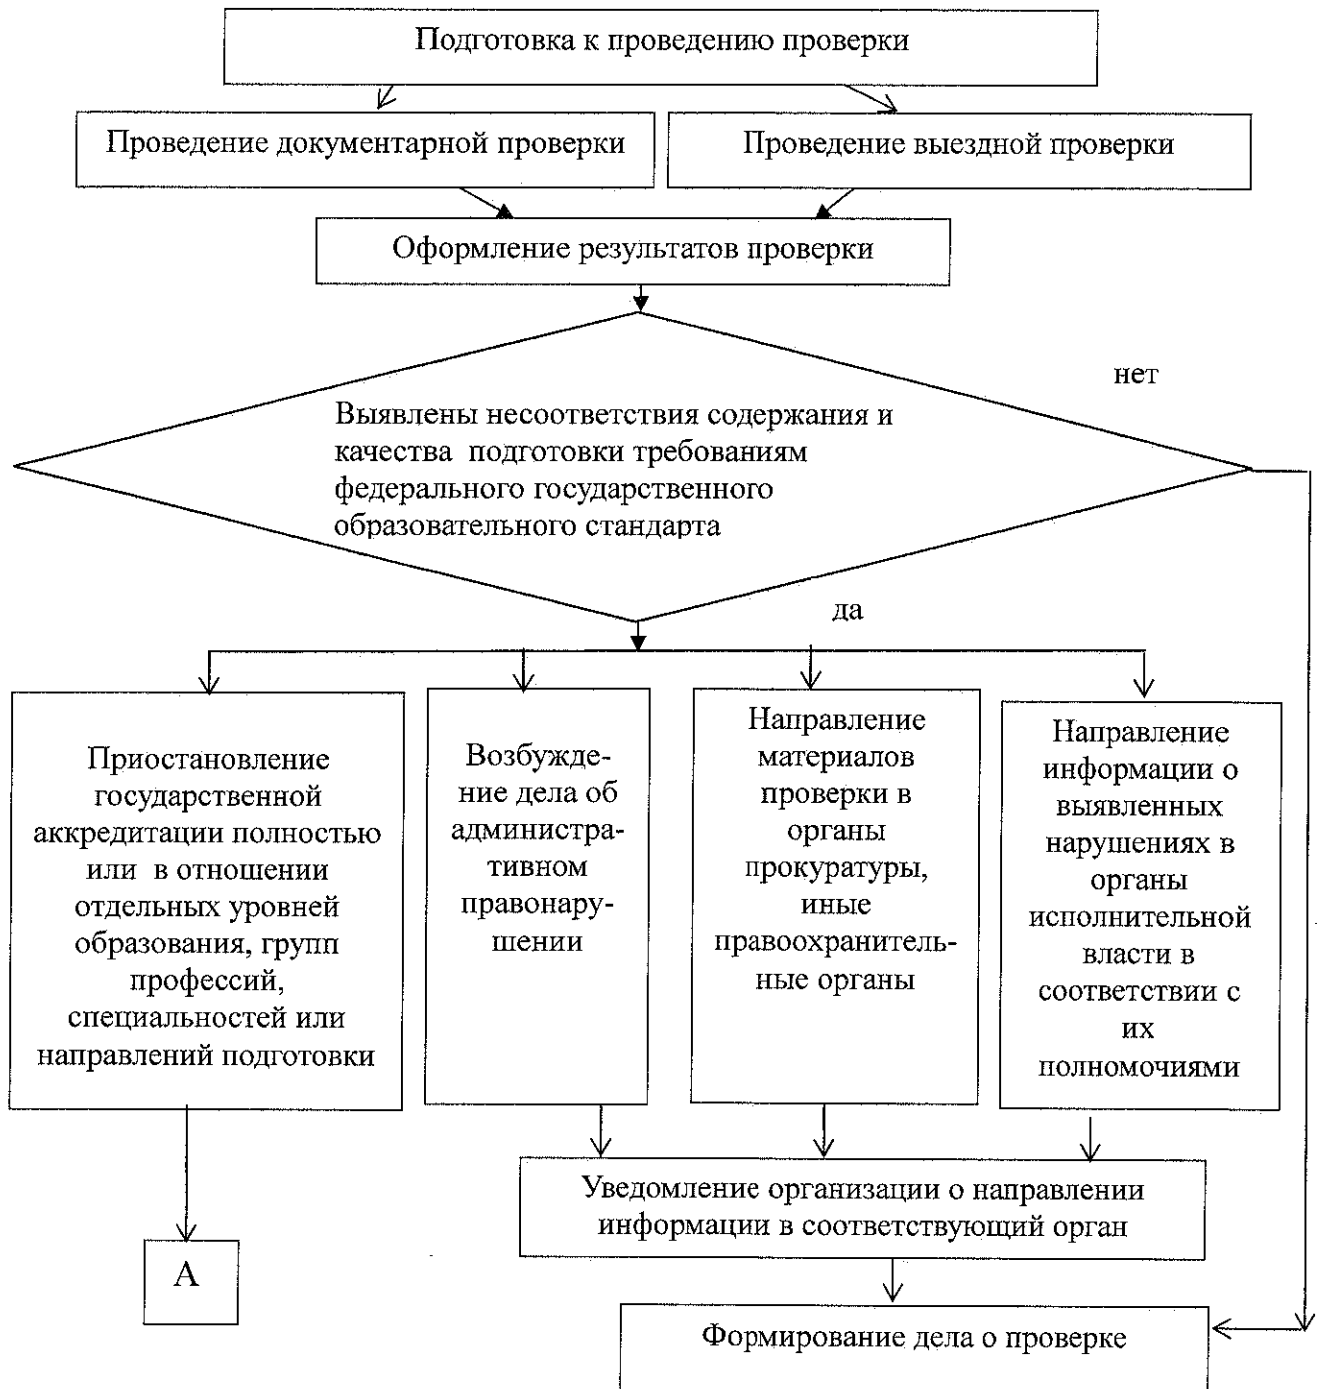 Подготовка к проведению проверки
Проведение документарной проверки
Проведение выездной проверки
Оформление результатов проверки
нет
Выявлены несоответствия содержания и
качества подготовки требованиям
федерального государственного
образовательного стандарта
да
Приостановление
государственной
аккредитации полностью
или в отношении
отдельных уровней
образования, групп
профессий,
специальностей или
направлений подготовки
Возбужде-
ние дела об
администра-
тивном
правонару-
шении
Направление
материалов
проверки в
органы
прокуратуры,
иные
правоохранитель-
ные органы
Направление
информации о
выявленных
нарушениях в
органы
исполнительной
власти в
соответствии с
их
полномочиями
Уведомление организации о направлении
информации в соответствующий орган
А
Формирование дела о проверке